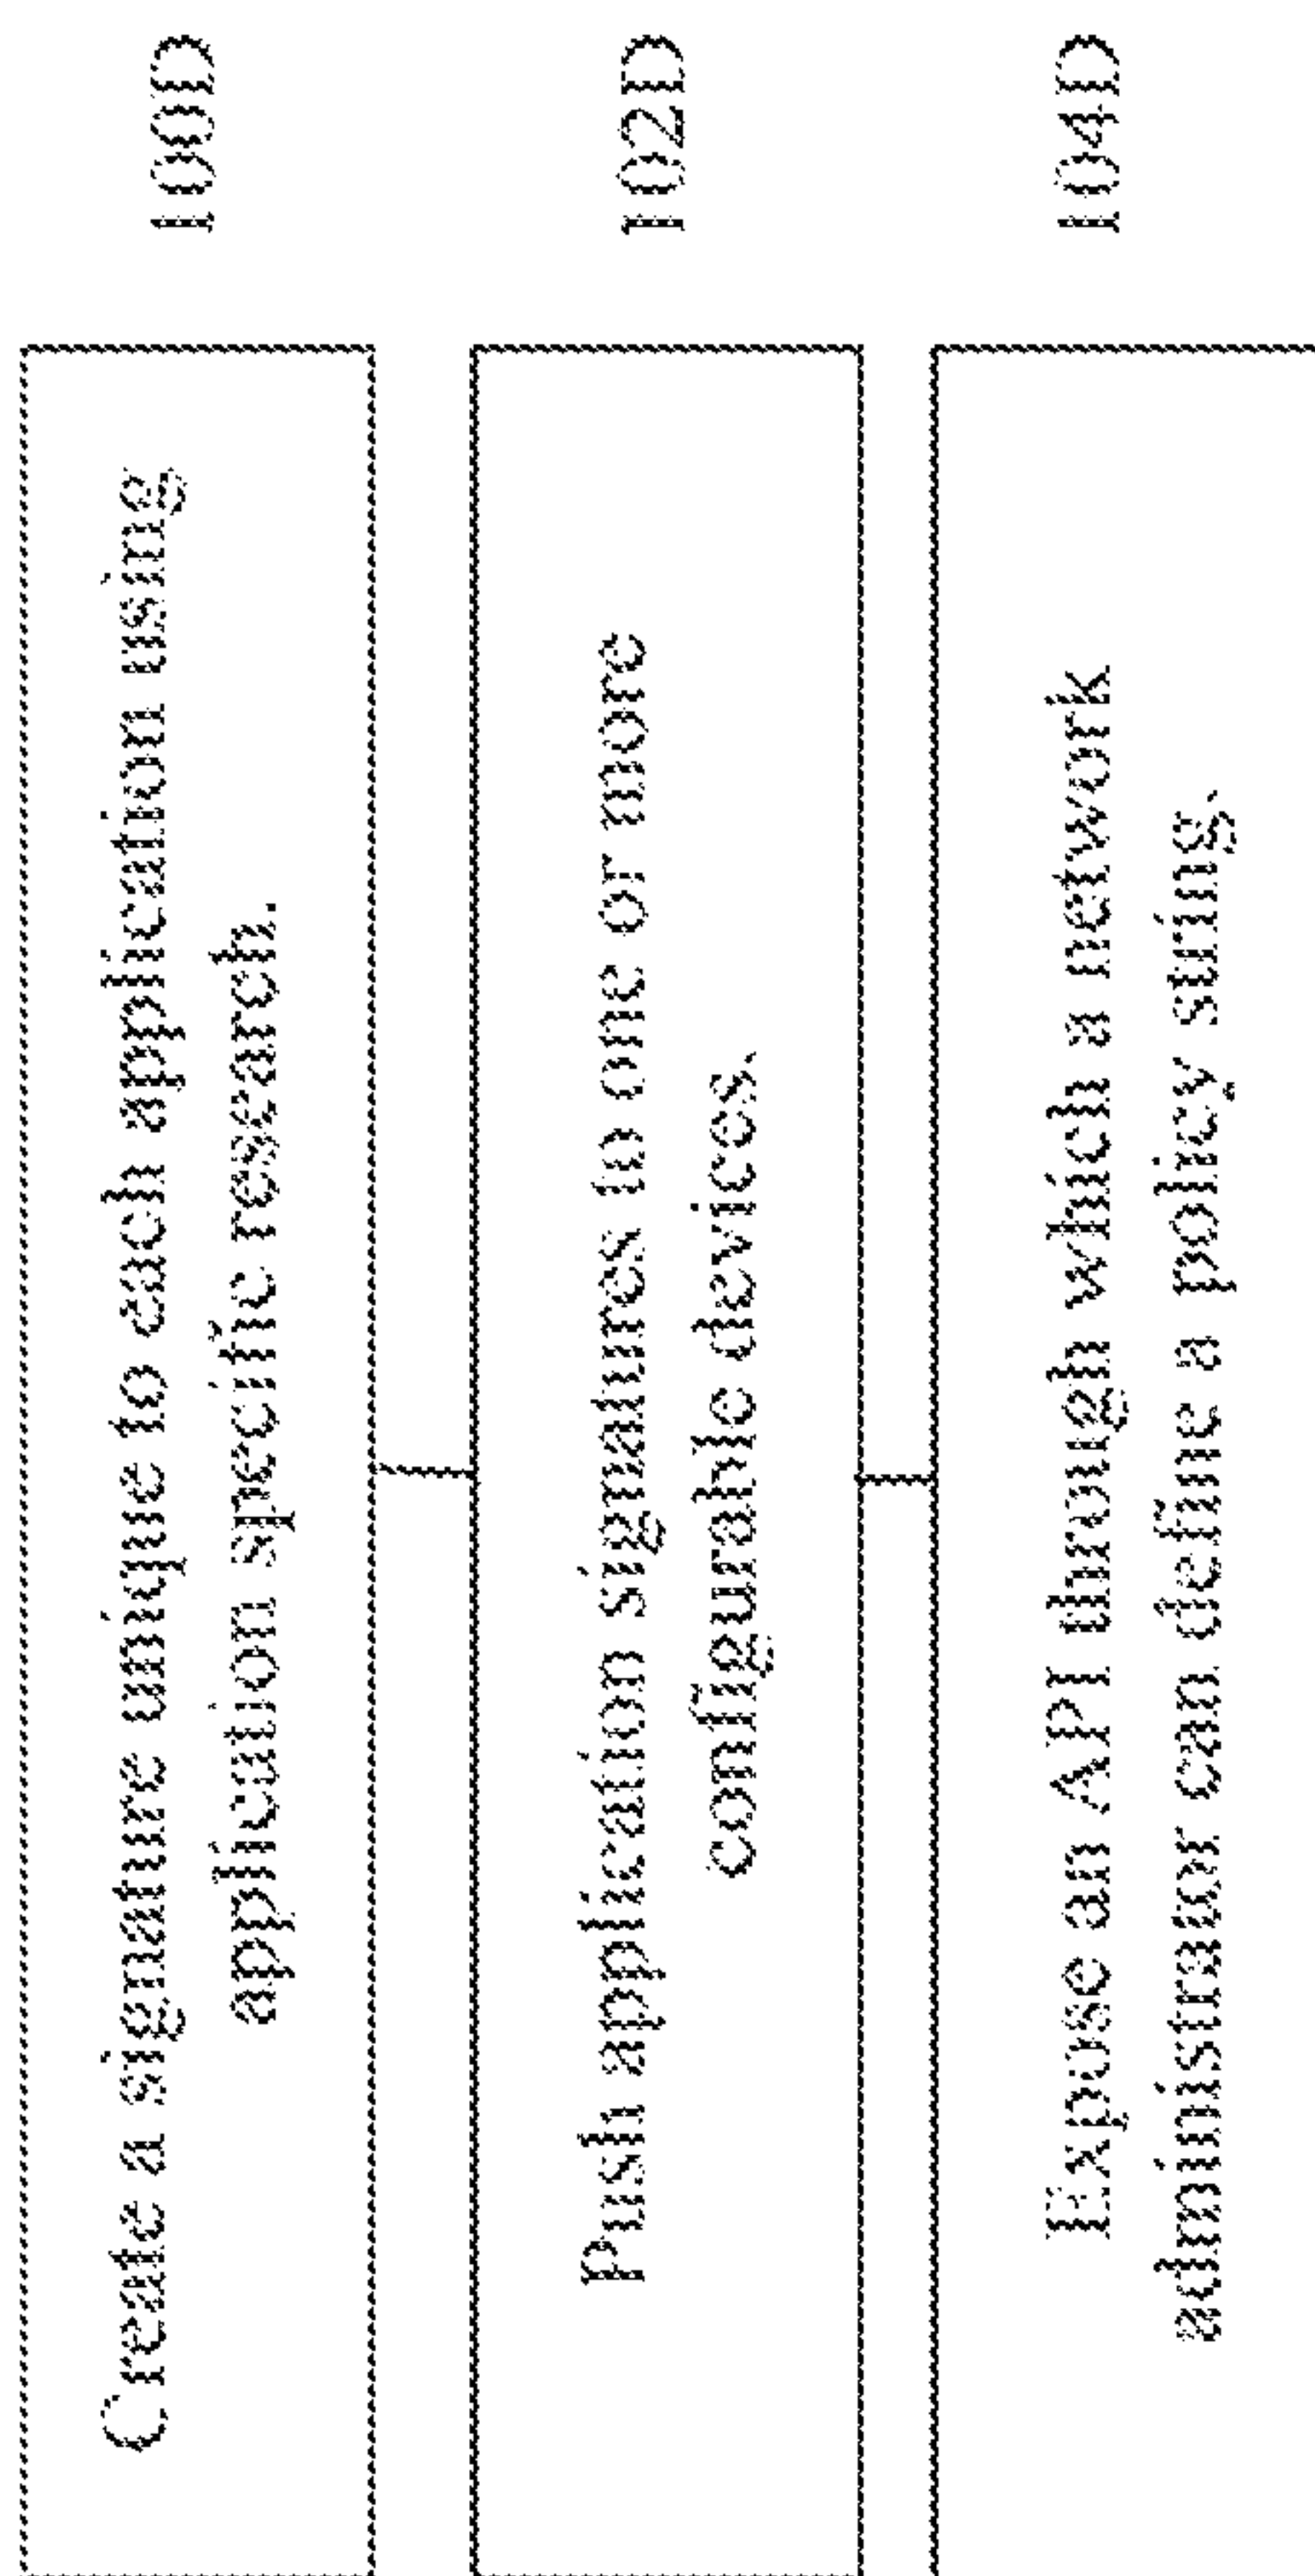 Create a signature unique to each application using
application specific research.
100D
Push application signatures to one or more
configurable devices.
102D
Expose an API through which a network
administrator can define a policy string.
104D